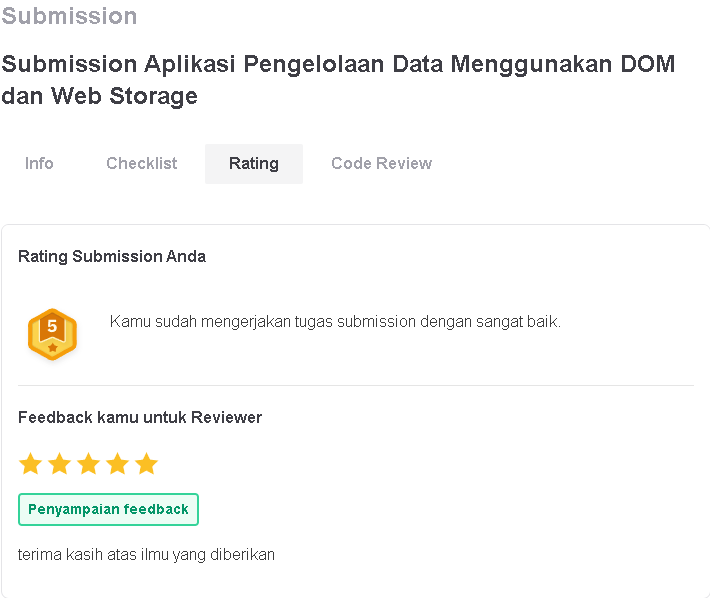 Submission
Submission Aplikasi Pengelolaan Data Menggunakan DOM
dan Web Storage
Info
Checklist
Rating
Code Review
Rating Submission Anda
5
Kamu sudah mengerjakan tugas submission dengan sangat baik.
Feedback kamu untuk Reviewer
Penyampaian feedback
terima kasih atas ilmu yang diberikan